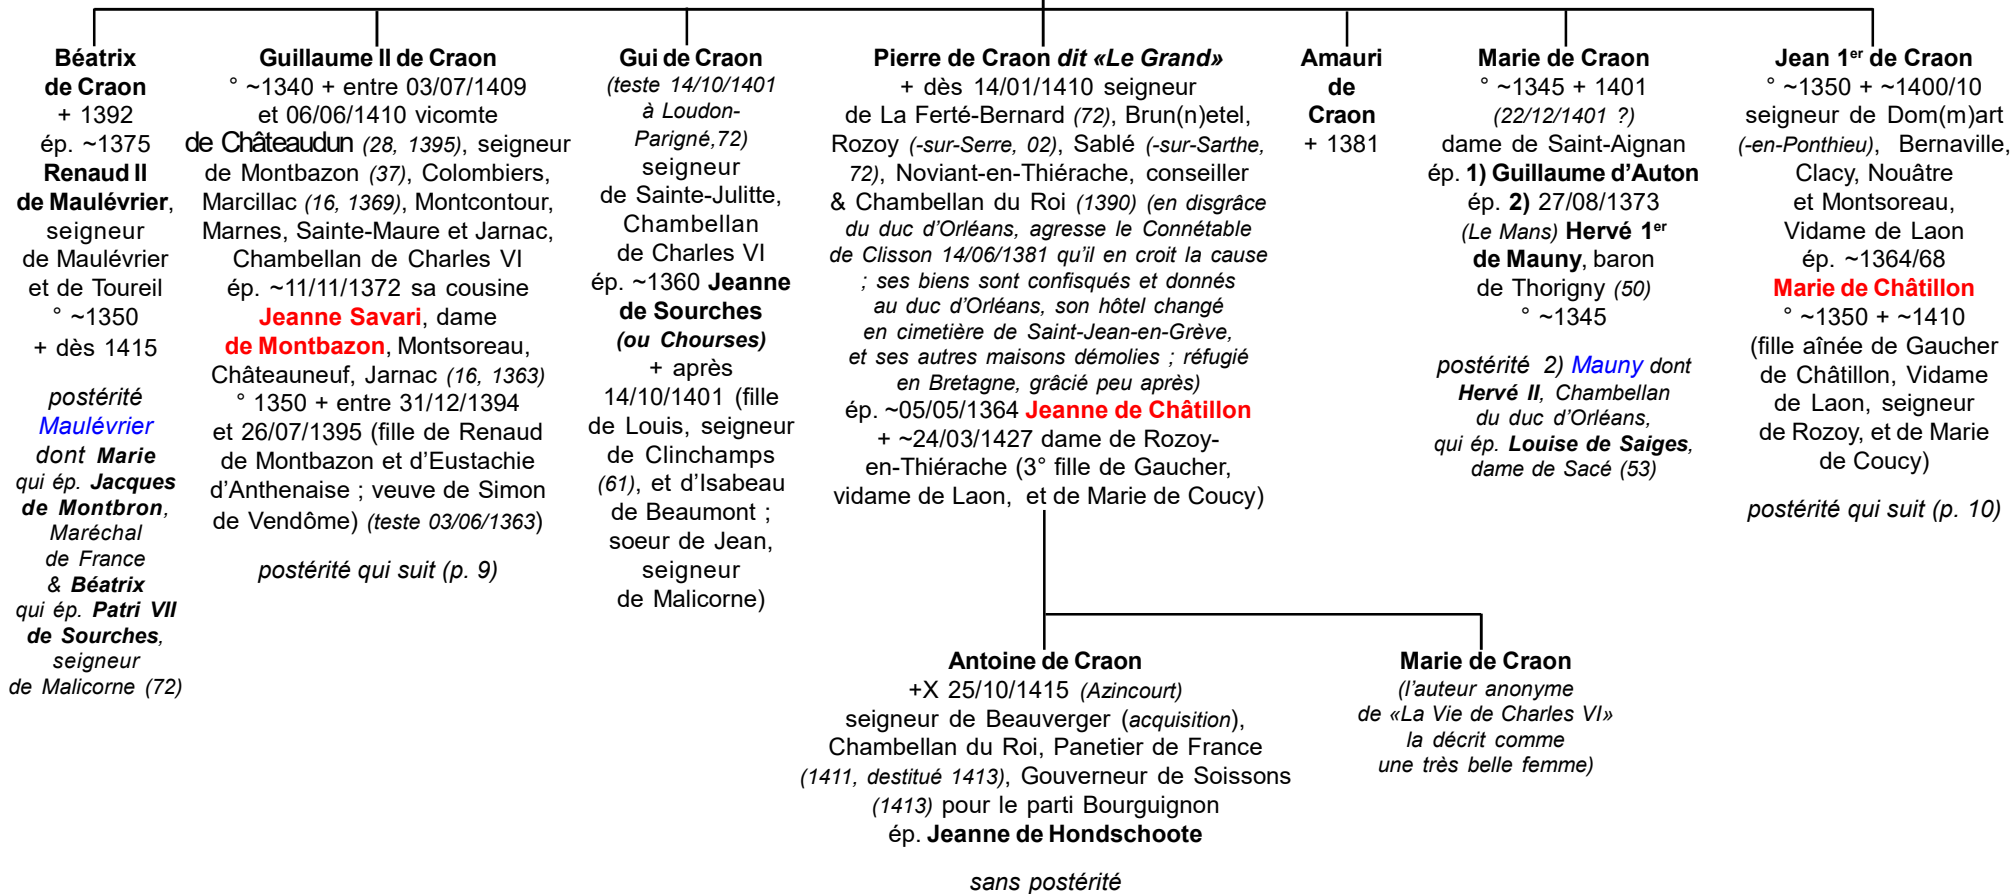 Béatrix
de Craon
+ 1392
ép. ~1375
Renaud II
de Maulévrier,
seigneur
de Maulévrier
et de Toureil
° ~1350
+ dès 1415
postérité
Maulévrier
dont Marie
qui ép. Jacques
de Montbron,
Maréchal
de France
& Béatrix
qui ép. Patri VII
de Sourches,
seigneur
de Malicorne (72)
Guillaume II de Craon
° ~1340 + entre 03/07/1409
et 06/06/1410 vicomte
de Châteaudun (28, 1395), seigneur
de Montbazon (37), Colombiers,
Marcillac (16, 1369), Montcontour,
Marnes, Sainte-Maure et Jarnac,
Chambellan de Charles VI
ép. ~11/11/1372 sa cousine
Jeanne Savari, dame
de Montbazon, Montsoreau,
Châteauneuf, Jarnac (16, 1363)
° 1350 + entre 31/12/1394
et 26/07/1395 (fille de Renaud
de Montbazon et d'Eustachie
d'Anthenaise ; veuve de Simon
de Vendôme) (teste 03/06/1363)
postérité qui suit (p. 9)
Gui de Craon
(teste 14/10/1401
à Loudon-
Parigné,72)
seigneur
de Sainte-Julitte,
Chambellan
de Charles VI
ép. ~1360 Jeanne
de Sourches
(ou Chourses)
+ après
14/10/1401 (fille
de Louis, seigneur
de Clinchamps
(61), et d'Isabeau
de Beaumont ;
soeur de Jean,
seigneur
de Malicorne)
Pierre de Craon dit «Le Grand»
+ dès 14/01/1410 seigneur
de La Ferté-Bernard (72), Brun(n)etel,
Rozoy (-sur-Serre, 02), Sablé (-sur-Sarthe,
72), Noviant-en-Thiérache, conseiller
& Chambellan du Roi (1390) (en disgrâce
du duc d'Orléans, agresse le Connétable
de Clisson 14/06/1381 qu'il en croit la cause
; ses biens sont confisqués et donnés
au duc d'Orléans, son hôtel changé
en cimetière de Saint-Jean-en-Grève,
et ses autres maisons démolies ; réfugié
en Bretagne, grâcié peu après)
ép. ~05/05/1364 Jeanne de Châtillon
+ ~24/03/1427 dame de Rozoy-
en-Thiérache (3° fille de Gaucher,
vidame de Laon, et de Marie de Coucy)
Amauri
de
Craon
+ 1381
Marie de Craon
° ~1345 + 1401
(22/12/1401 ?)
dame de Saint-Aignan
ép. 1) Guillaume d'Auton
ép. 2) 27/08/1373
(Le Mans) Hervé 1er
de Mauny, baron
de Thorigny (50)
° ~1345
postérité 2) Mauny dont
Hervé II, Chambellan
du duc d'Orléans,
qui ép. Louise de Saiges,
dame de Sacé (53)
Jean 1er de Craon
° ~1350 + ~1400/10
seigneur de Dom(m)art
(-en-Ponthieu), Bernaville,
Clacy, Nouâtre
et Montsoreau,
Vidame de Laon
ép. ~1364/68
Marie de Châtillon
° ~1350 + ~1410
(fille aînée de Gaucher
de Châtillon, Vidame
de Laon, seigneur
de Rozoy, et de Marie
de Coucy)
postérité qui suit (p. 10)
Antoine de Craon
+X 25/10/1415 (Azincourt)
seigneur de Beauverger (acquisition),
Chambellan du Roi, Panetier de France
(1411, destitué 1413), Gouverneur de Soissons
(1413) pour le parti Bourguignon
ép. Jeanne de Hondschoote
sans postérité
Marie de Craon
(l'auteur anonyme
de «La Vie de Charles VI»
la décrit comme
une très belle femme)